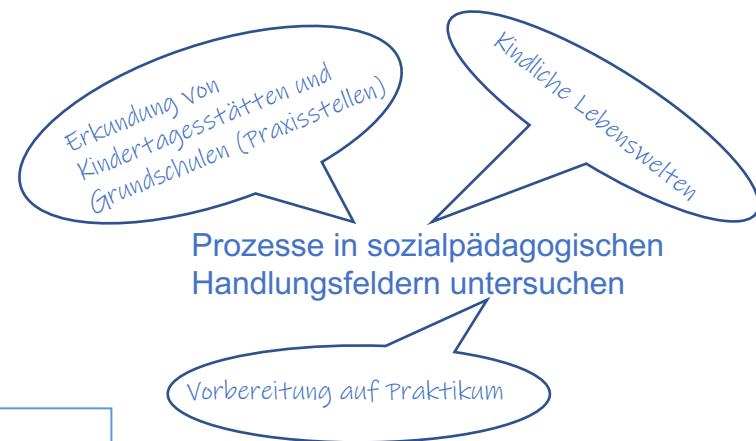 Erkundung von
Kindertagesstätten und
Grundschulen (Praxisstellen)
Kindliche Lebenswelten
Prozesse in sozialpädagogischen
Handlungsfeldern untersuchen
Vorbereitung auf Praktikum